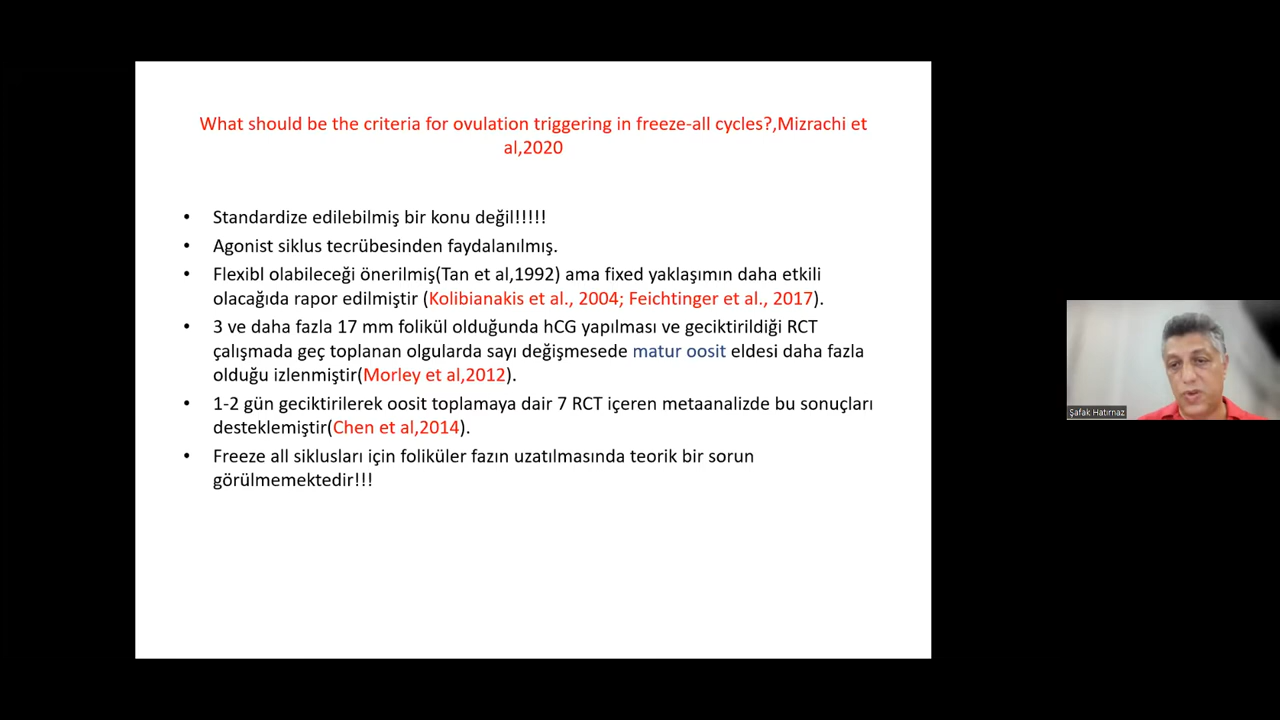 What should be the criteria for ovulation triggering in freeze-all cycles?,Mizrachi et
al,2020
• Standardize edilebilmiş bir konu değil!!!!!
• Agonist siklus tecrübesinden faydalanılmış.
• Flexibl olabileceği önerilmiş(Tan et al,1992) ama fixed yaklaşımın daha etkili
olacağıda rapor edilmiştir (Kolibianakis et al., 2004; Feichtinger et al., 2017).
• 3 ve daha fazla 17 mm folikül olduğunda hCG yapılması ve geciktirildiği RCT
çalışmada geç toplanan olgularda sayı değişmesede matur oosit eldesi daha fazla
olduğu izlenmiştir(Morley et al,2012).
• 1-2 gün geciktirilerek oosit toplamaya dair 7 RCT içeren metaanalizde bu sonuçları
desteklemiştir(Chen et al,2014).
• Freeze all siklusları için foliküler fazın uzatılmasında teorik bir sorun
görülmemektedir!!!
Şafak Hatırnaz